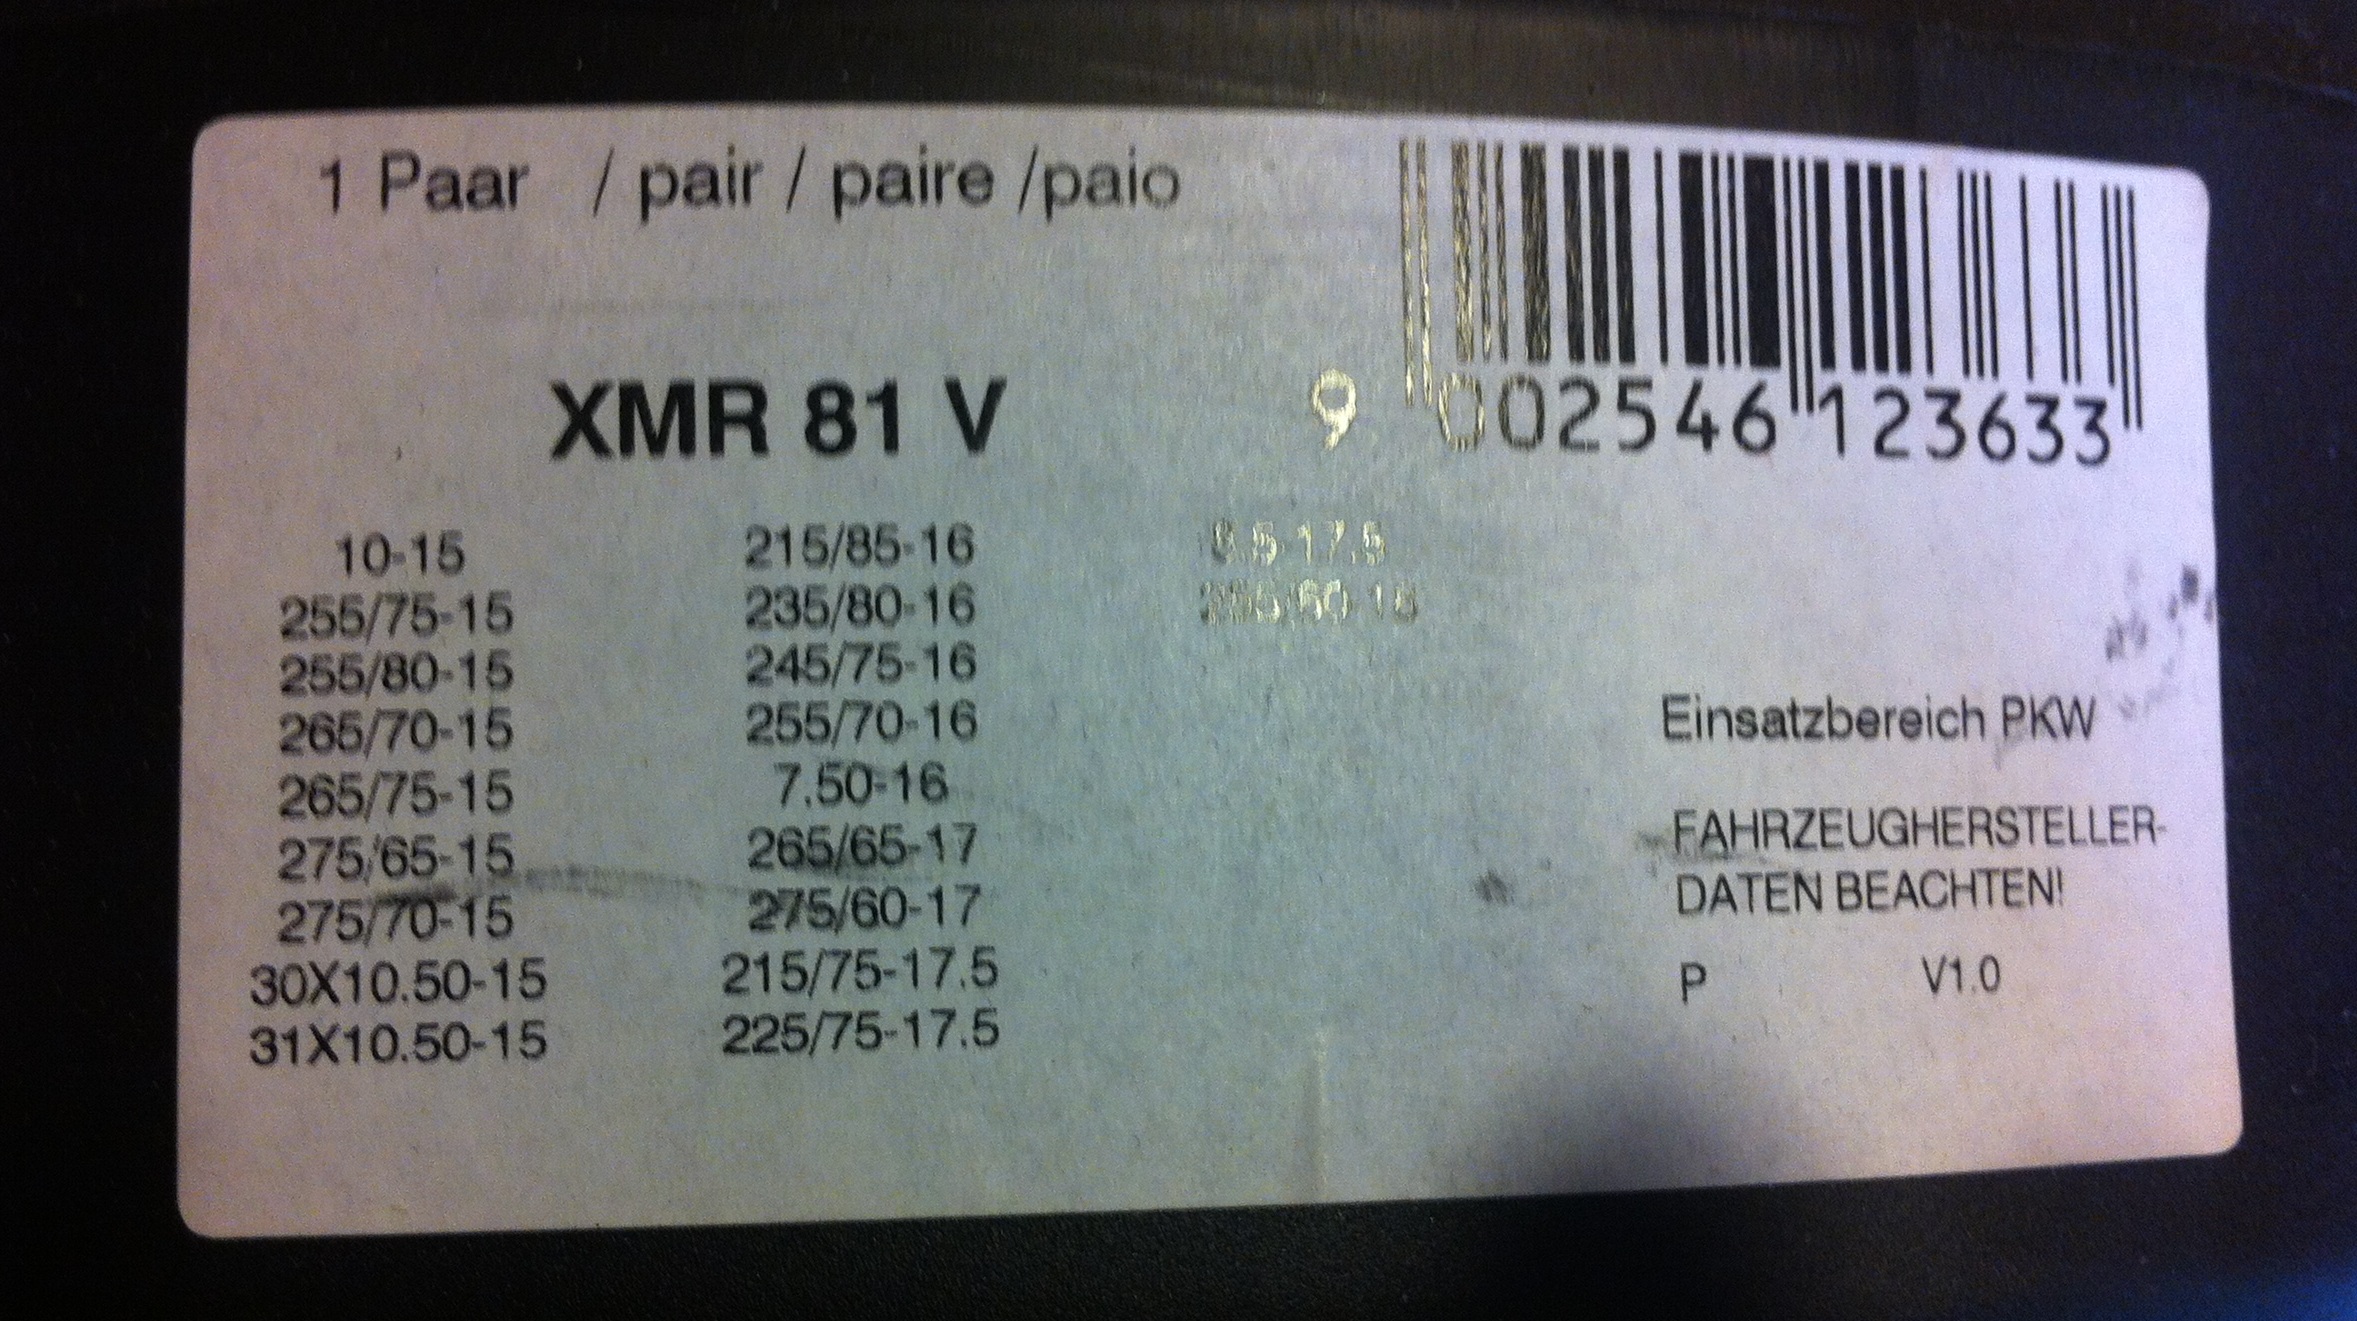 1 Paar / pair / paire /paio
XMR 81 V
9 002546 123633
10-15
255/75-15
255/80-15
265/70-15
265/75-15
275/65-15
275/70-15
30X10.50-15
31X10.50-15
215/85-16
235/80-16
245/75-16
255/70-16
7.50-16
265/65-17
275/60-17
215/75-17.5
225/75-17.5
Einsatzbereich PKW
FAHRZEUGHERSTELLER-
DATEN BEACHTEN!
P V1.0